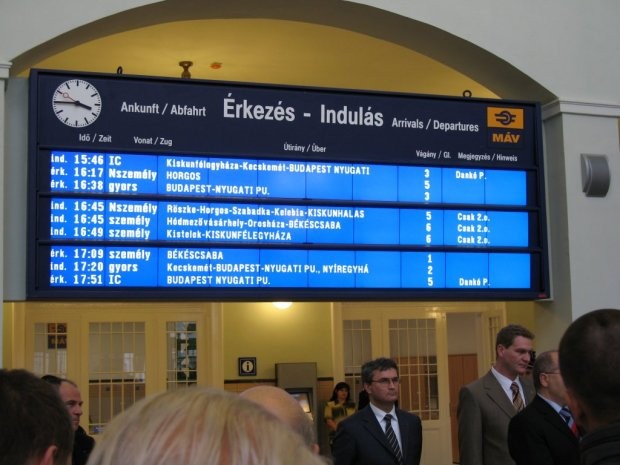 Ankunft / Abfahrt Érkezés - Indulás Arrivals / Departures
MÁV
Idő / Zeit Vonat / Zug Útirány / Über Vágány / Gl. Megjegyzés / Hinweis
ind. 15:46 IC Kiskunfélegyháza-Kecskemét-BUDAPEST NYUGATI 3 Dankó P.
érk. 16:17 Nszemély HORGOS 5
érk. 16:38 gyors BUDAPEST-NYUGATI PU. 3
ind. 16:45 Nszemély Röszke-Horgos-Szabadka-Kelebia-KISKUNHALAS 5 Csak 2.o.
ind. 16:45 személy Hódmezővásárhely-Orosháza-BÉKÉSCSABA 6 Csak 2.o.
ind. 16:49 személy Kistelek-KISKUNFÉLEGYHÁZA 6 Csak 2.o.
érk. 17:09 személy BÉKÉSCSABA 1
ind. 17:20 gyors Kecskemét-BUDAPEST-NYUGATI PU., NYÍREGYHÁ 2
érk. 17:51 IC BUDAPEST NYUGATI PU. 5 Dankó P.
i